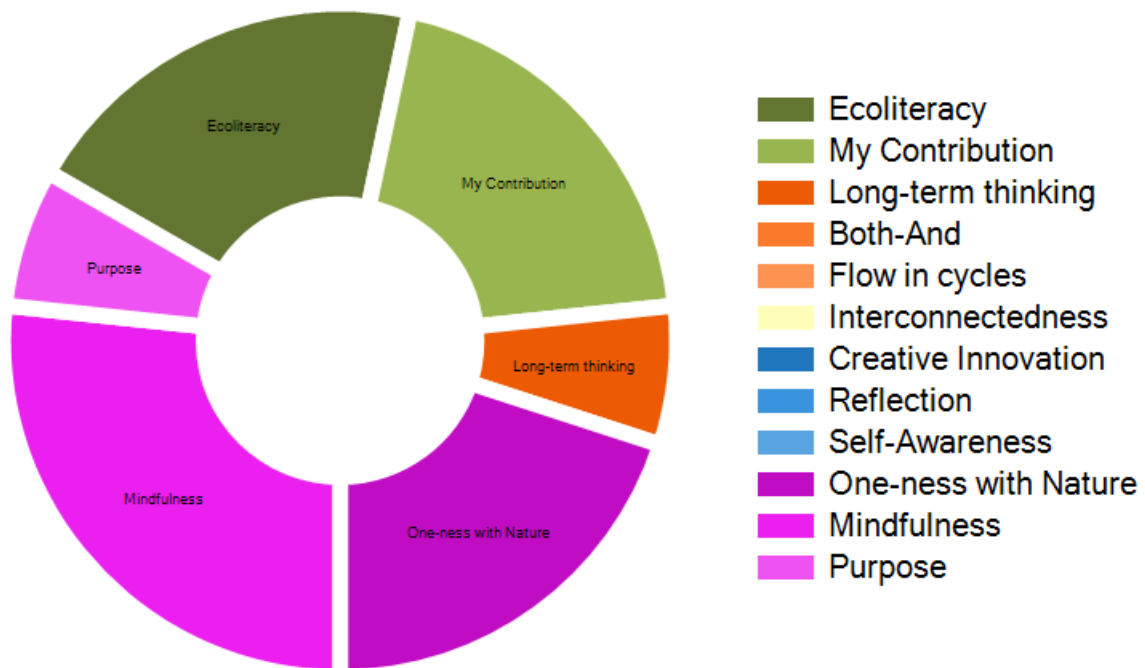 Ecoliteracy
My Contribution
Purpose
Long-term thinking
Mindfulness
One-ness with Nature
Ecoliteracy
My Contribution
Long-term thinking
Both-And
Flow in cycles
Interconnectedness
Creative Innovation
Reflection
Self-Awareness
One-ness with Nature
Mindfulness
Purpose